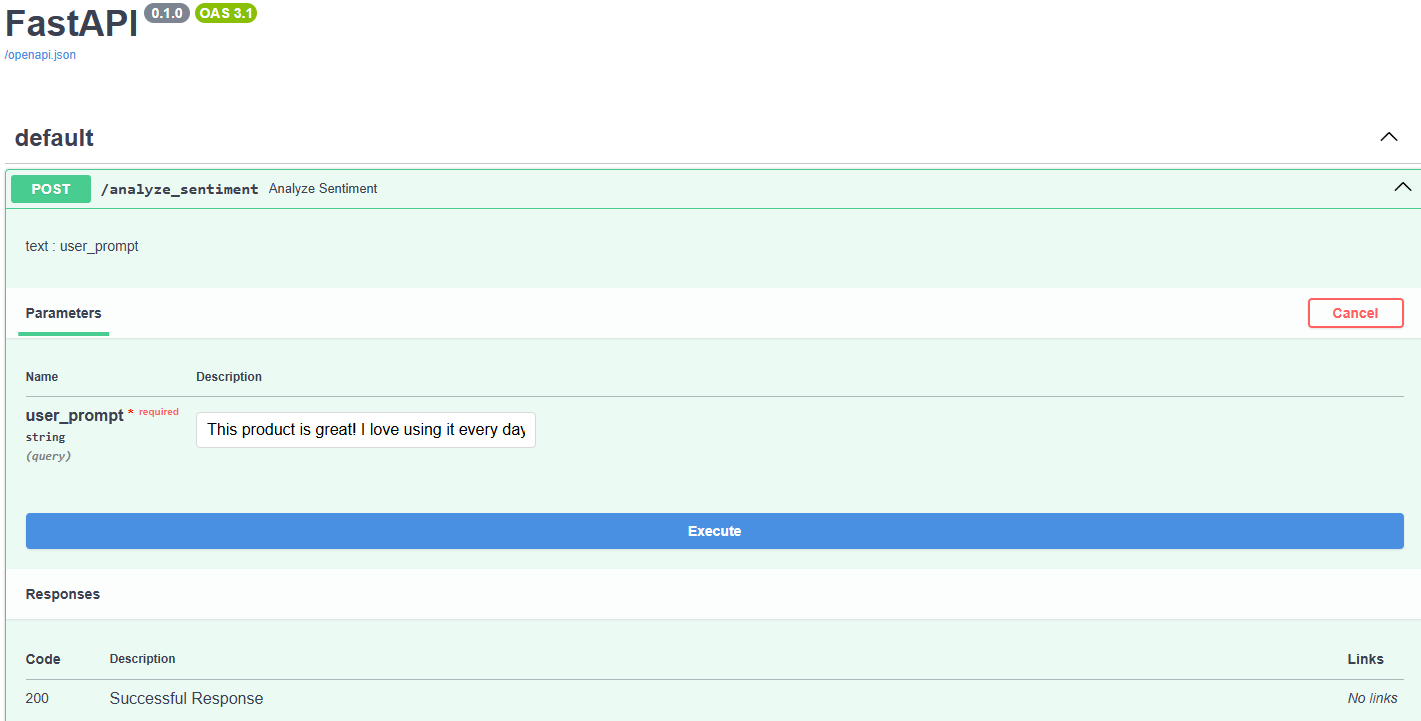 FastAPI 0.1.0 OAS 3.1
/openapi.json
default
POST /analyze_sentiment Analyze Sentiment
text : user_prompt
Parameters Cancel
Name Description
user_prompt * required
string
(query)
This product is great! I love using it every day
Execute
Responses
Code Description Links
200 Successful Response No links